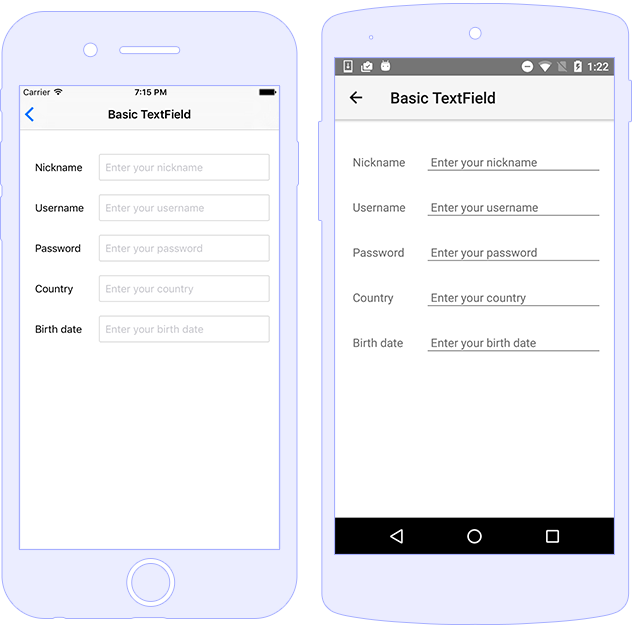 Carrier 7:15 PM
Basic TextField
Nickname Enter your nickname
Username Enter your username
Password Enter your password
Country Enter your country
Birth date Enter your birth date
1:22
Basic TextField
Nickname Enter your nickname
Username Enter your username
Password Enter your password
Country Enter your country
Birth date Enter your birth date